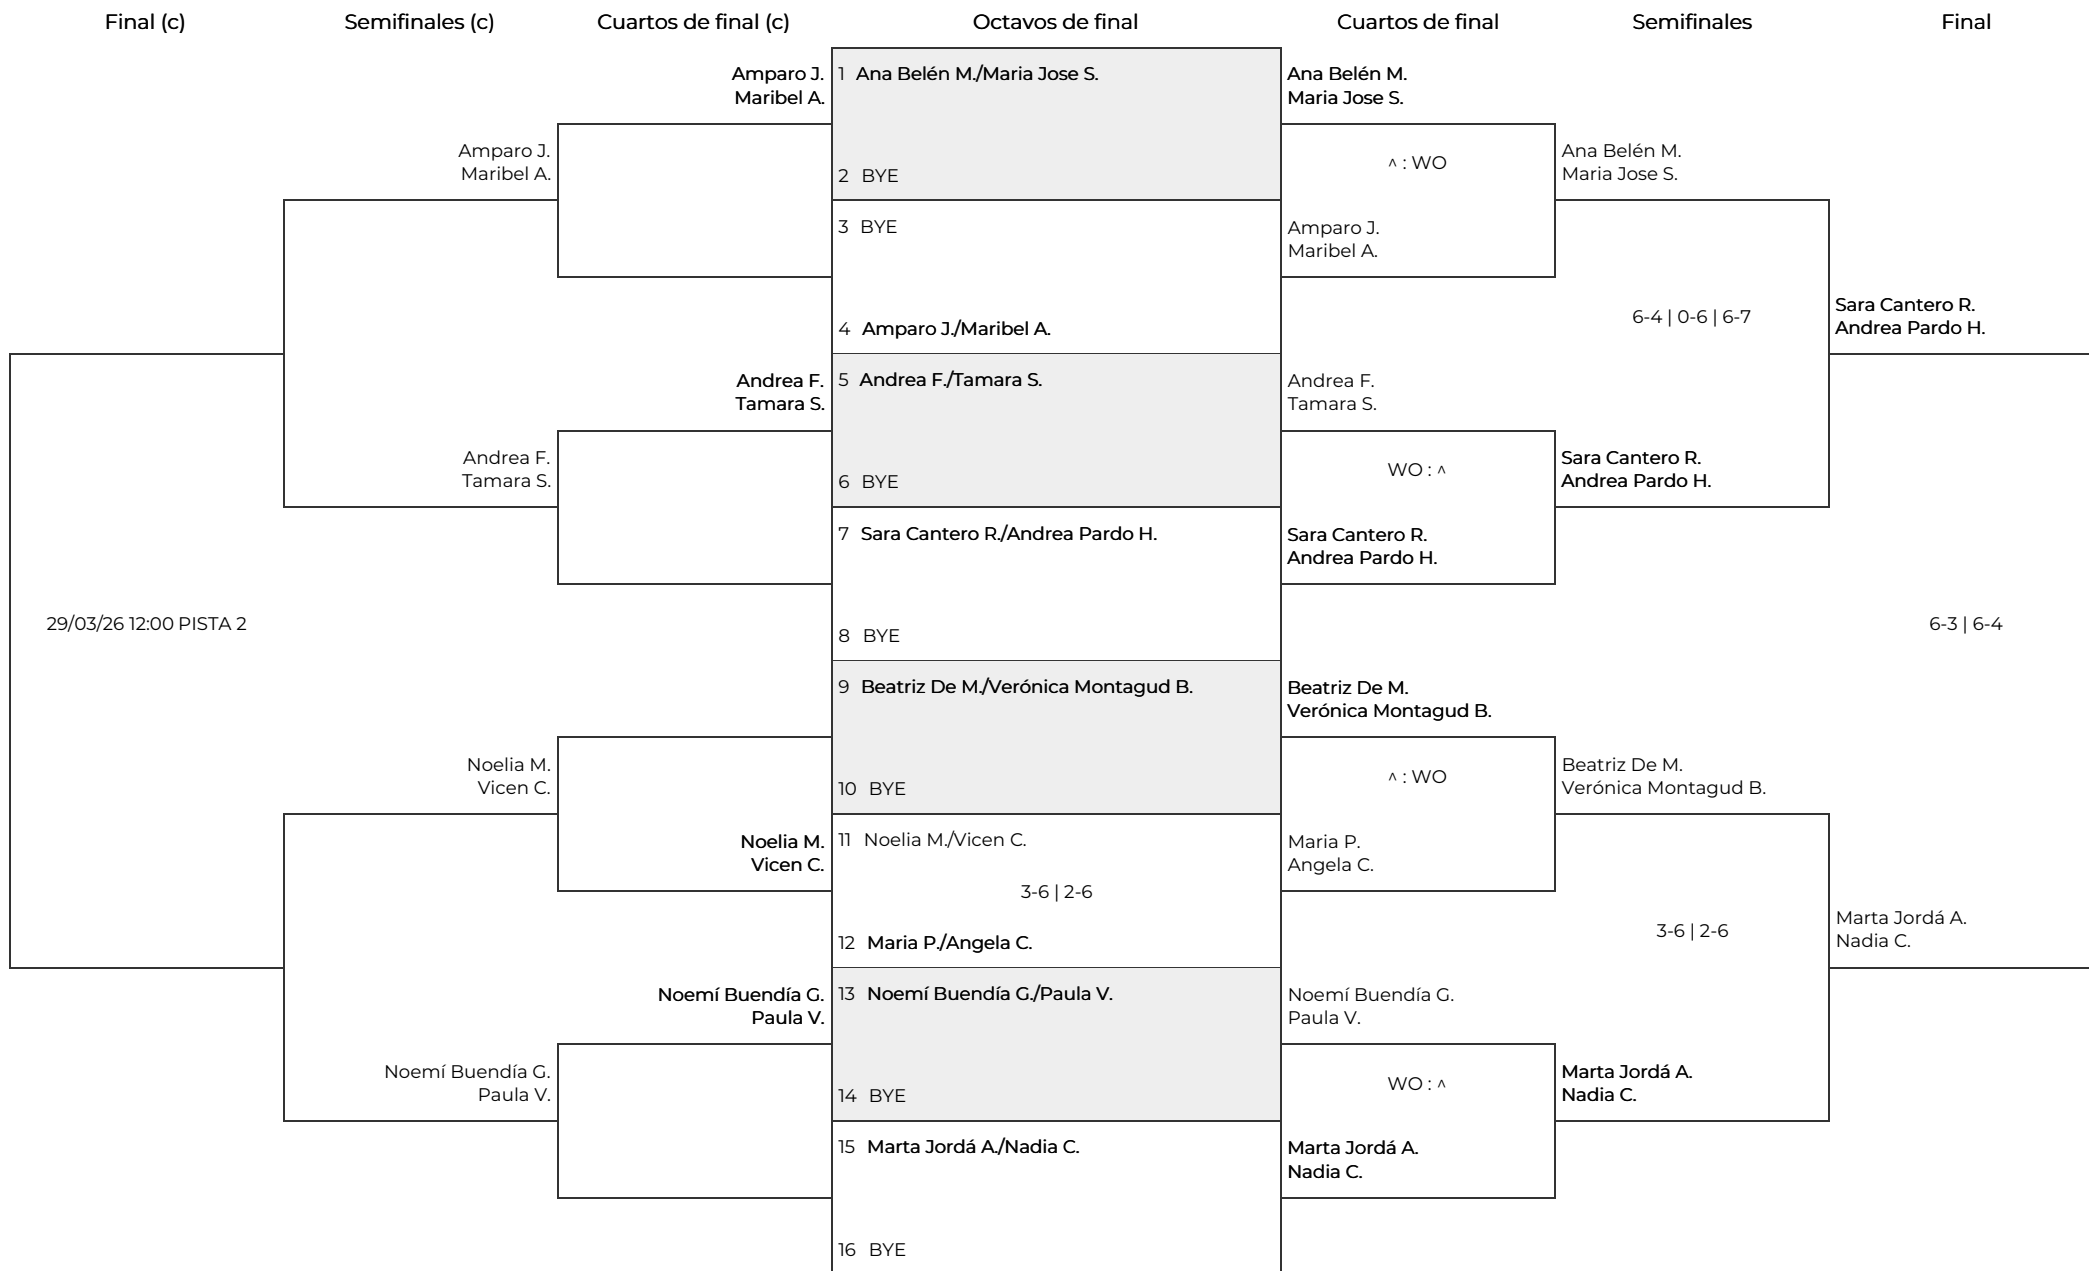 Final (c)
Semifinales (c)
Cuartos de final (c)
Octavos de final
Cuartos de final
Semifinales
Final
29/03/26 12:00 PISTA 2
Amparo J.
Maribel A.
Andrea F.
Tamara S.
Noelia M.
Vicen C.
Noemí Buendía G.
Paula V.
Amparo J.
Maribel A.
Andrea F.
Tamara S.
Noelia M.
Vicen C.
Noemí Buendía G.
Paula V.
1 Ana Belén M./Maria Jose S.
2 BYE
3 BYE
4 Amparo J./Maribel A.
5 Andrea F./Tamara S.
6 BYE
7 Sara Cantero R./Andrea Pardo H.
8 BYE
9 Beatriz De M./Verónica Montagud B.
10 BYE
11 Noelia M./Vicen C.
3-6 | 2-6
12 Maria P./Angela C.
13 Noemí Buendía G./Paula V.
14 BYE
15 Marta Jordá A./Nadia C.
16 BYE
Ana Belén M.
Maria Jose S.
^ : WO
Amparo J.
Maribel A.
Andrea F.
Tamara S.
WO : ^
Sara Cantero R.
Andrea Pardo H.
Beatriz De M.
Verónica Montagud B.
^ : WO
Maria P.
Angela C.
Noemí Buendía G.
Paula V.
WO : ^
Marta Jordá A.
Nadia C.
Ana Belén M.
Maria Jose S.
6-4 | 0-6 | 6-7
Sara Cantero R.
Andrea Pardo H.
Beatriz De M.
Verónica Montagud B.
3-6 | 2-6
Marta Jordá A.
Nadia C.
Sara Cantero R.
Andrea Pardo H.
6-3 | 6-4
Marta Jordá A.
Nadia C.